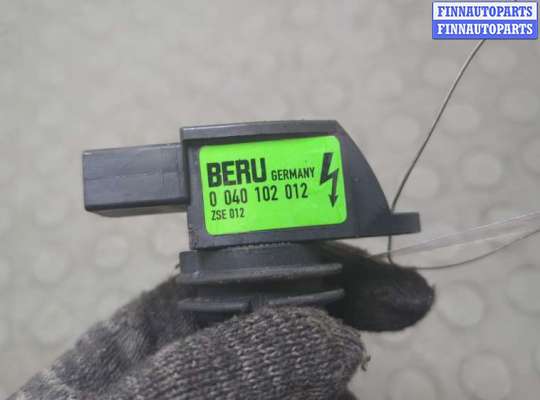 FINNAUTOPARTS
FINNAUTOPARTS
BERU GERMANY
0 040 102 012
ZSE 012